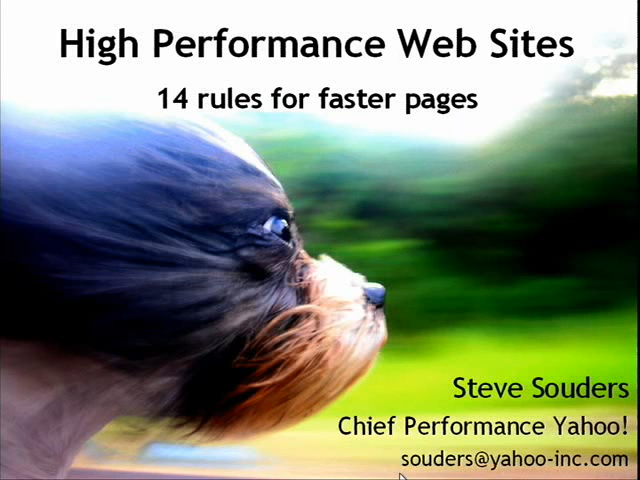 High Performance Web Sites
14 rules for faster pages
Steve Souders
Chief Performance Yahoo!
souders@yahoo-inc.com